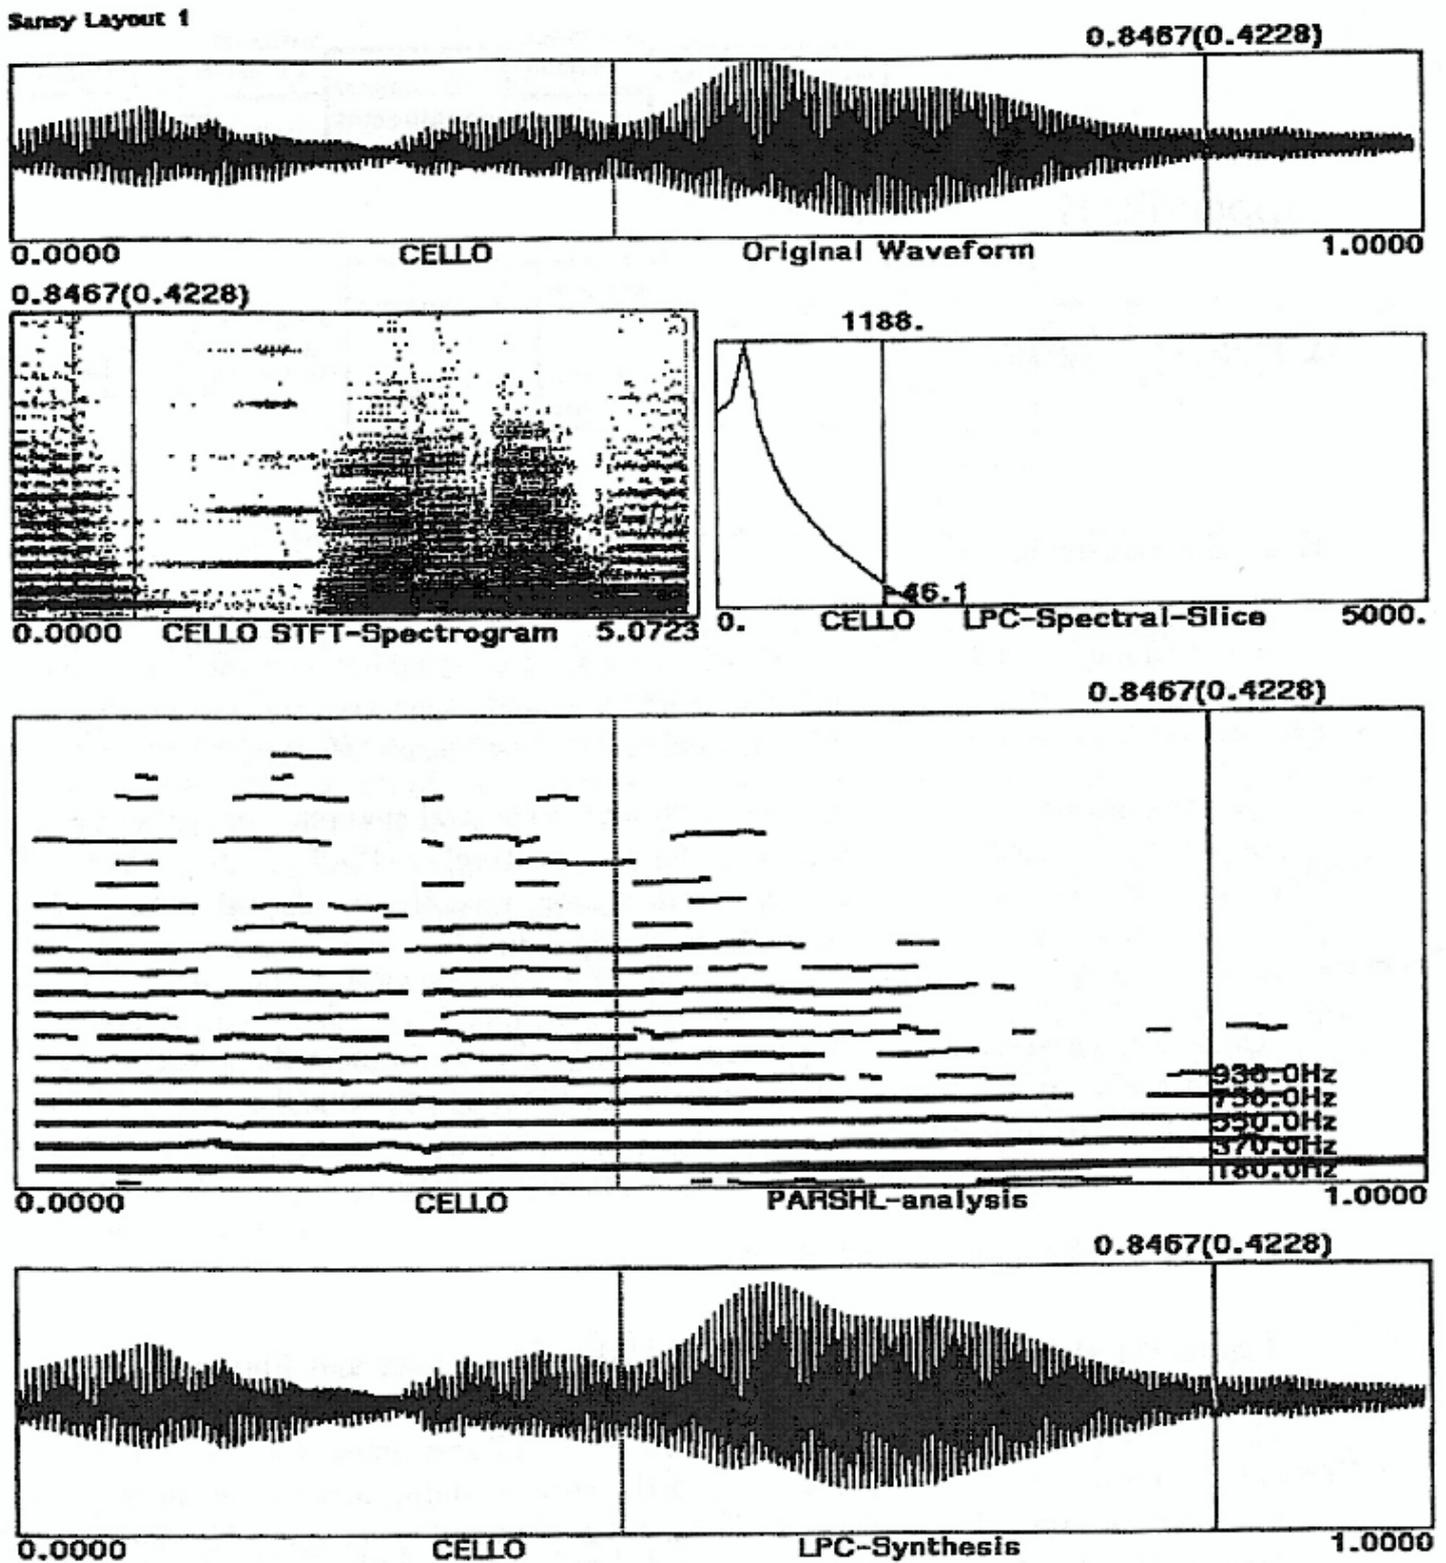 Sansy Layout 1
0.8467(0.4228)
0.0000 CELLO Original Waveform 1.0000
0.8467(0.4228)
1188.
-46.1
0.0000 CELLO STFT-Spectrogram 5.0723
0. CELLO LPC-Spectral-Slice 5000.
0.8467(0.4228)
930.0Hz
730.0Hz
550.0Hz
370.0Hz
180.0Hz
0.0000 CELLO PARSHL-analysis 1.0000
0.8467(0.4228)
0.0000 CELLO LPC-Synthesis 1.0000